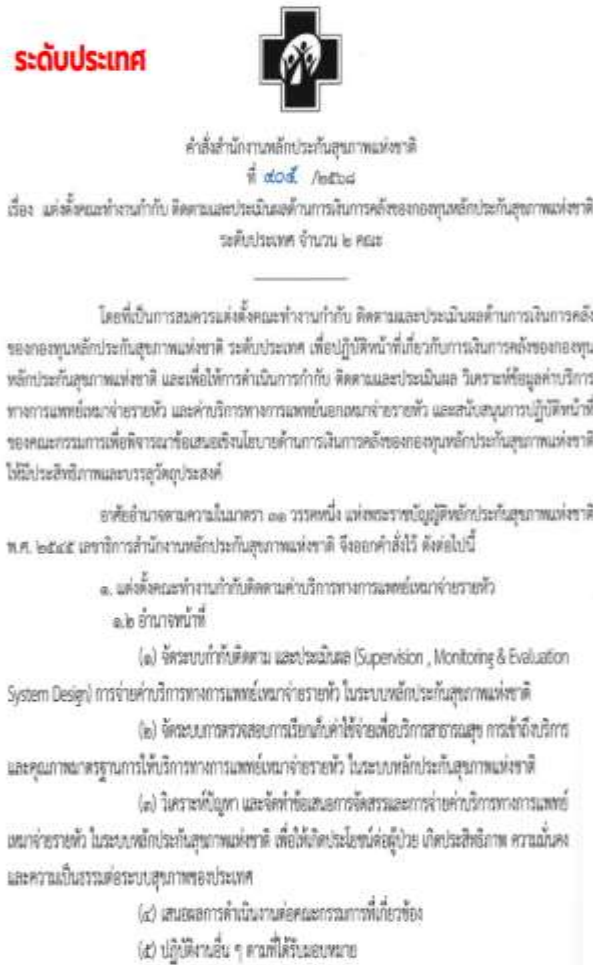 ระดับประเทศ
คำสั่งสำนักงานหลักประกันสุขภาพแห่งชาติ
ที่ ๔๐๕ /๒๕๖๘
เรื่อง แต่งตั้งคณะทำงานกำกับ ติดตามและประเมินผลด้านการเงินการคลังของกองทุนหลักประกันสุขภาพแห่งชาติ
ระดับประเทศ จำนวน ๒ คณะ
โดยที่เป็นการสมควรแต่งตั้งคณะทำงานกำกับ ติดตามและประเมินผลด้านการเงินการคลัง
ของกองทุนหลักประกันสุขภาพแห่งชาติ ระดับประเทศ เพื่อปฏิบัติหน้าที่เกี่ยวกับการเงินการคลังของกองทุน
หลักประกันสุขภาพแห่งชาติ และเพื่อให้การดำเนินการกำกับ ติดตามและประเมินผล วิเคราะห์ข้อมูลค่าบริการ
ทางการแพทย์เหมาจ่ายรายหัว และค่าบริการทางการแพทย์นอกเหมาจ่ายรายหัว และสนับสนุนการปฏิบัติหน้าที่
ของคณะกรรมการเพื่อพิจารณาข้อเสนอเชิงนโยบายด้านการเงินการคลังของกองทุนหลักประกันสุขภาพแห่งชาติ
ให้มีประสิทธิภาพและบรรลุวัตถุประสงค์
อาศัยอำนาจตามความในมาตรา ๓๑ วรรคหนึ่ง แห่งพระราชบัญญัติหลักประกันสุขภาพแห่งชาติ
พ.ศ. ๒๕๔๕ เลขาธิการสำนักงานหลักประกันสุขภาพแห่งชาติ จึงออกคำสั่งไว้ ดังต่อไปนี้
๑. แต่งตั้งคณะทำงานกำกับติดตามค่าบริการทางการแพทย์เหมาจ่ายรายหัว
๑.๒ อำนาจหน้าที่
(๑) จัดระบบกำกับติดตาม และประเมินผล (Supervision , Monitoring & Evaluation
System Design) การจ่ายค่าบริการทางการแพทย์เหมาจ่ายรายหัว ในระบบหลักประกันสุขภาพแห่งชาติ
(๒) จัดระบบการตรวจสอบการเรียกเก็บค่าใช้จ่ายเพื่อบริการสาธารณสุข การเข้าถึงบริการ
และคุณภาพมาตรฐานการให้บริการทางการแพทย์เหมาจ่ายรายหัว ในระบบหลักประกันสุขภาพแห่งชาติ
(๓) วิเคราะห์ปัญหา และจัดทำข้อเสนอการจัดสรรและการจ่ายค่าบริการทางการแพทย์
เหมาจ่ายรายหัว ในระบบหลักประกันสุขภาพแห่งชาติ เพื่อให้เกิดประโยชน์ต่อผู้ป่วย เกิดประสิทธิภาพ ความมั่นคง
และความเป็นธรรมต่อระบบสุขภาพของประเทศ
(๔) เสนอผลการดำเนินงานต่อคณะกรรมการที่เกี่ยวข้อง
(๕) ปฏิบัติงานอื่น ๆ ตามที่ได้รับมอบหมาย